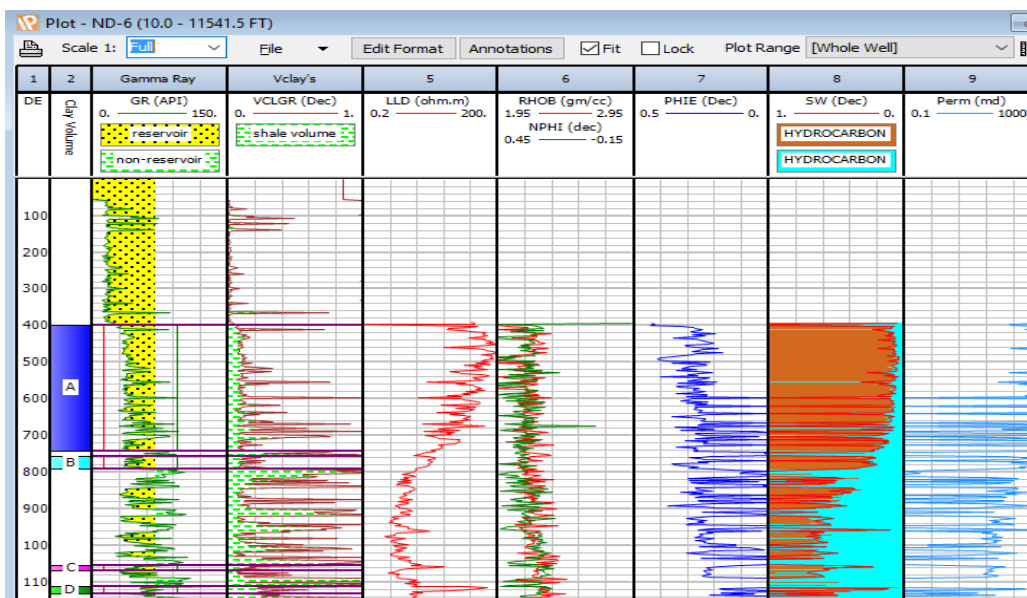 Plot - ND-6 (10.0 - 11541.5 FT)
Scale 1: Full File Edit Format Annotations Fit Lock Plot Range [Whole Well]
1 2 Gamma Ray Vclay's 5 6 7 8 9
DE Clay Volume GR (API) VCLGR (Dec) LLD (ohm.m) RHOB (gm/cc) PHIE (Dec) SW (Dec) Perm (md)
0. 150. 0. 1. 0.2 200. 1.95 2.95 0.5 0. 1. 0. 0.1 1000
reservoir shale volume NPHI (dec) HYDROCARBON
0.45 -0.15
non-reservoir HYDROCARBON
100
200
300
400
500
A
600
700
B
800
900
100
C
110
D